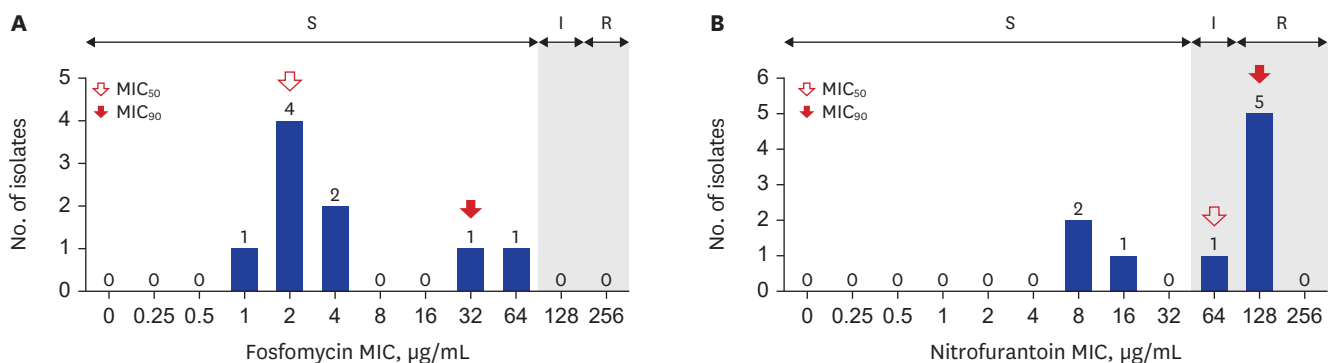 A
S
I
R
5
4
3
2
1
0
No. of isolates
MIC50
MIC90
0 0 0 1 4 2 0 0 1 1 0 0
0 0.25 0.5 1 2 4 8 16 32 64 128 256
Fosfomycin MIC, µg/mL
B
S
I
R
6
5
4
3
2
1
0
No. of isolates
MIC50
MIC90
0 0 0 0 0 0 2 1 0 1 5 0
0 0.25 0.5 1 2 4 8 16 32 64 128 256
Nitrofurantoin MIC, µg/mL